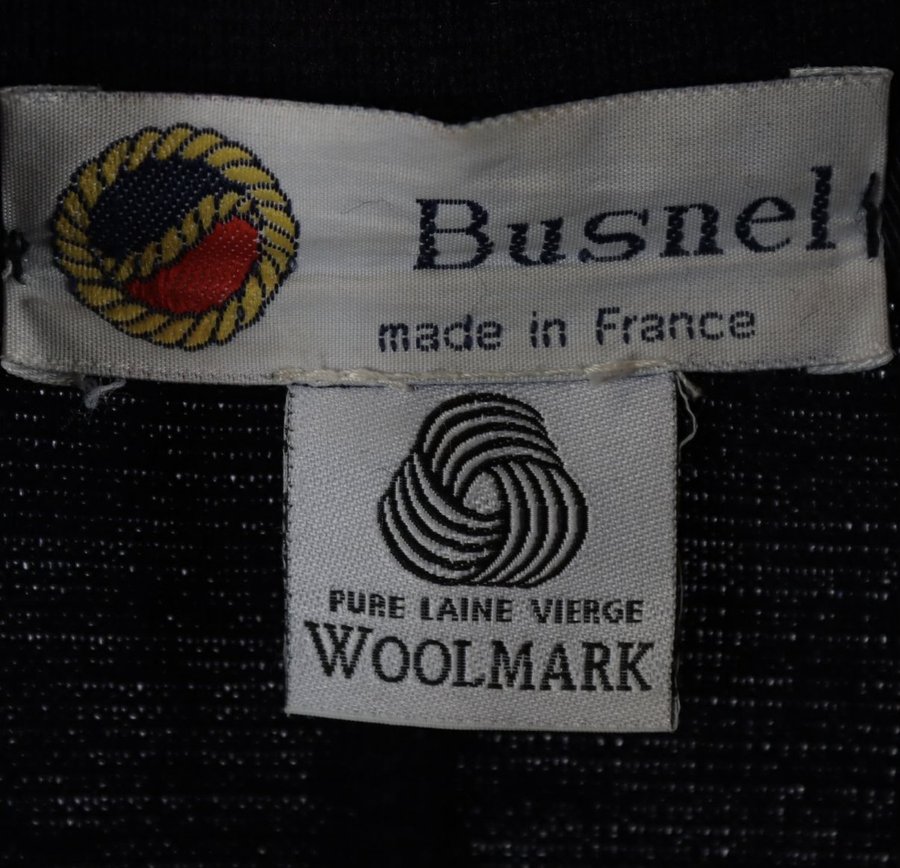 Busnel
made in France
PURE LAINE VIERGE
WOOLMARK